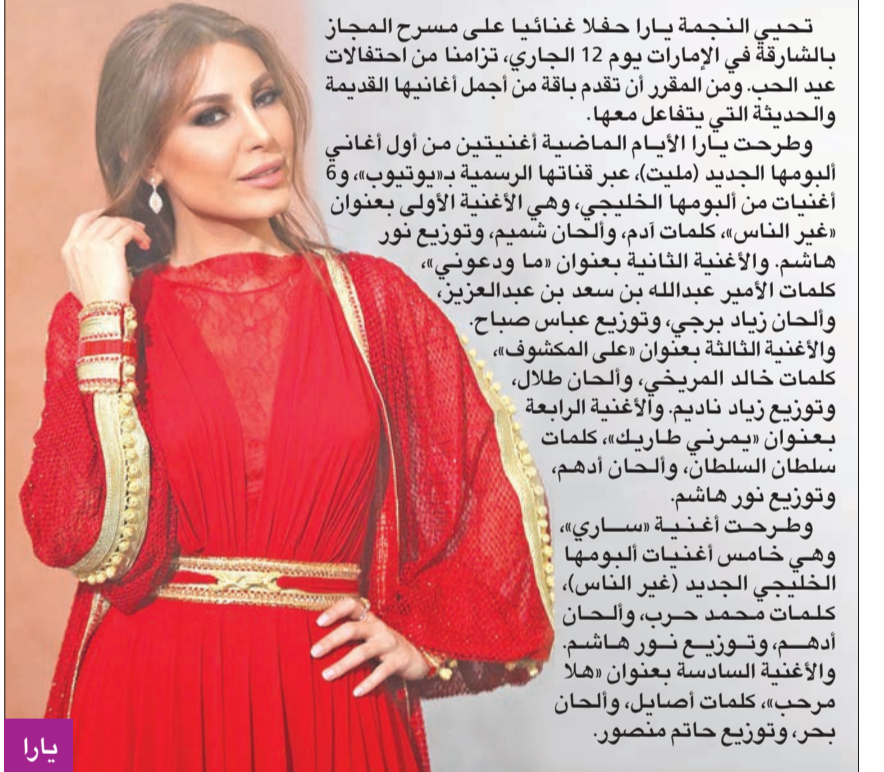 تحيي النجمة يارا حفلا غنائيا على مسرح المجاز
بالشارقة في الإمارات يوم 12 الجاري، تزامنا من احتفالات
عيد الحب. ومن المقرر أن تقدم باقة من أجمل أغانيها القديمة
والحديثة التي يتفاعل معها.
وطرحت يارا الأيام الماضية أغنيتين من أول أغاني
ألبومها الجديد (مليت)، عبر قناتها الرسمية بـ«يوتيوب»، و6
أغنيات من ألبومها الخليجي، وهي الأغنية الأولى بعنوان
«غير الناس»، كلمات آدم، وألحان شميم، وتوزيع نور
هاشم. والأغنية الثانية بعنوان «ما ودعوني»،
كلمات الأمير عبدالله بن سعد بن عبدالعزيز،
وألحان زياد برجي، وتوزيع عباس صباح.
والأغنية الثالثة بعنوان «على المكشوف»،
كلمات خالد المريخي، وألحان طلال،
وتوزيع زياد ناديم. والأغنية الرابعة
بعنوان «يمرني طاريك»، كلمات
سلطان السلطان، وألحان أدهم،
وتوزيع نور هاشم.
وطرحت أغنية «ساري»،
وهي خامس أغنيات ألبومها
الخليجي الجديد (غير الناس)،
كلمات محمد حرب، وألحان
أدهم، وتوزيع نور هاشم.
والأغنية السادسة بعنوان «هلا
مرحب»، كلمات أصايل، وألحان
بحر، وتوزيع حاتم منصور.
يارا